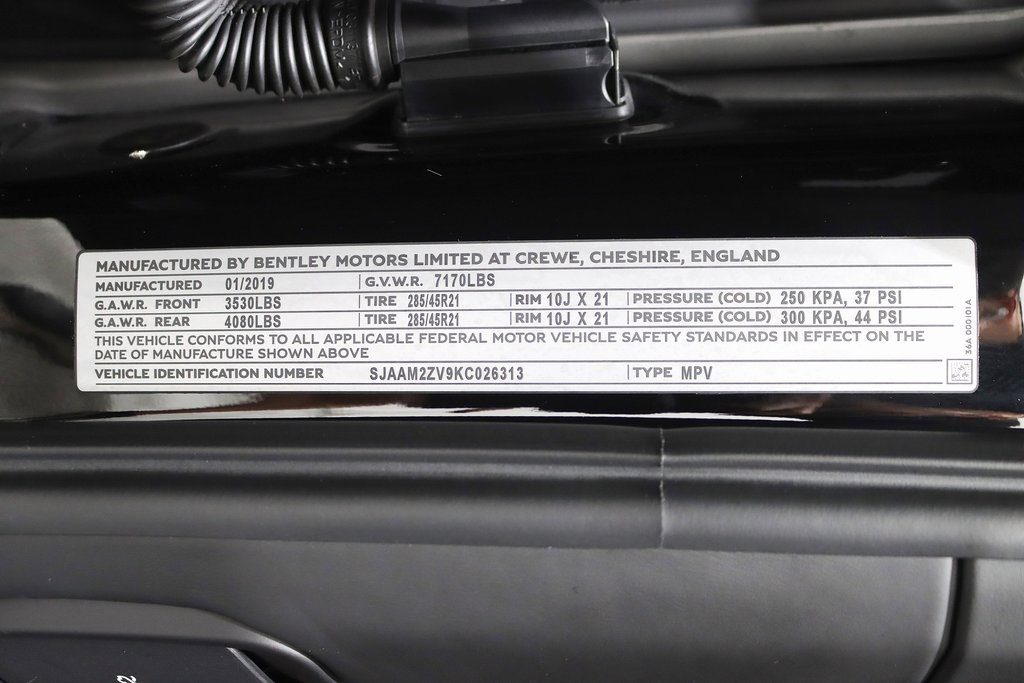 MANUFACTURED BY BENTLEY MOTORS LIMITED AT CREWE, CHESHIRE, ENGLAND
MANUFACTURED 01/2019 G.V.W.R. 7170LBS
G.A.W.R. FRONT 3530LBS TIRE 285/45R21 RIM 10J X 21 PRESSURE (COLD) 250 KPA, 37 PSI
G.A.W.R. REAR 4080LBS TIRE 285/45R21 RIM 10J X 21 PRESSURE (COLD) 300 KPA, 44 PSI
THIS VEHICLE CONFORMS TO ALL APPLICABLE FEDERAL MOTOR VEHICLE SAFETY STANDARDS IN EFFECT ON THE
DATE OF MANUFACTURE SHOWN ABOVE
VEHICLE IDENTIFICATION NUMBER SJAAM2ZV9KC026313 TYPE MPV
36A 000101A
2